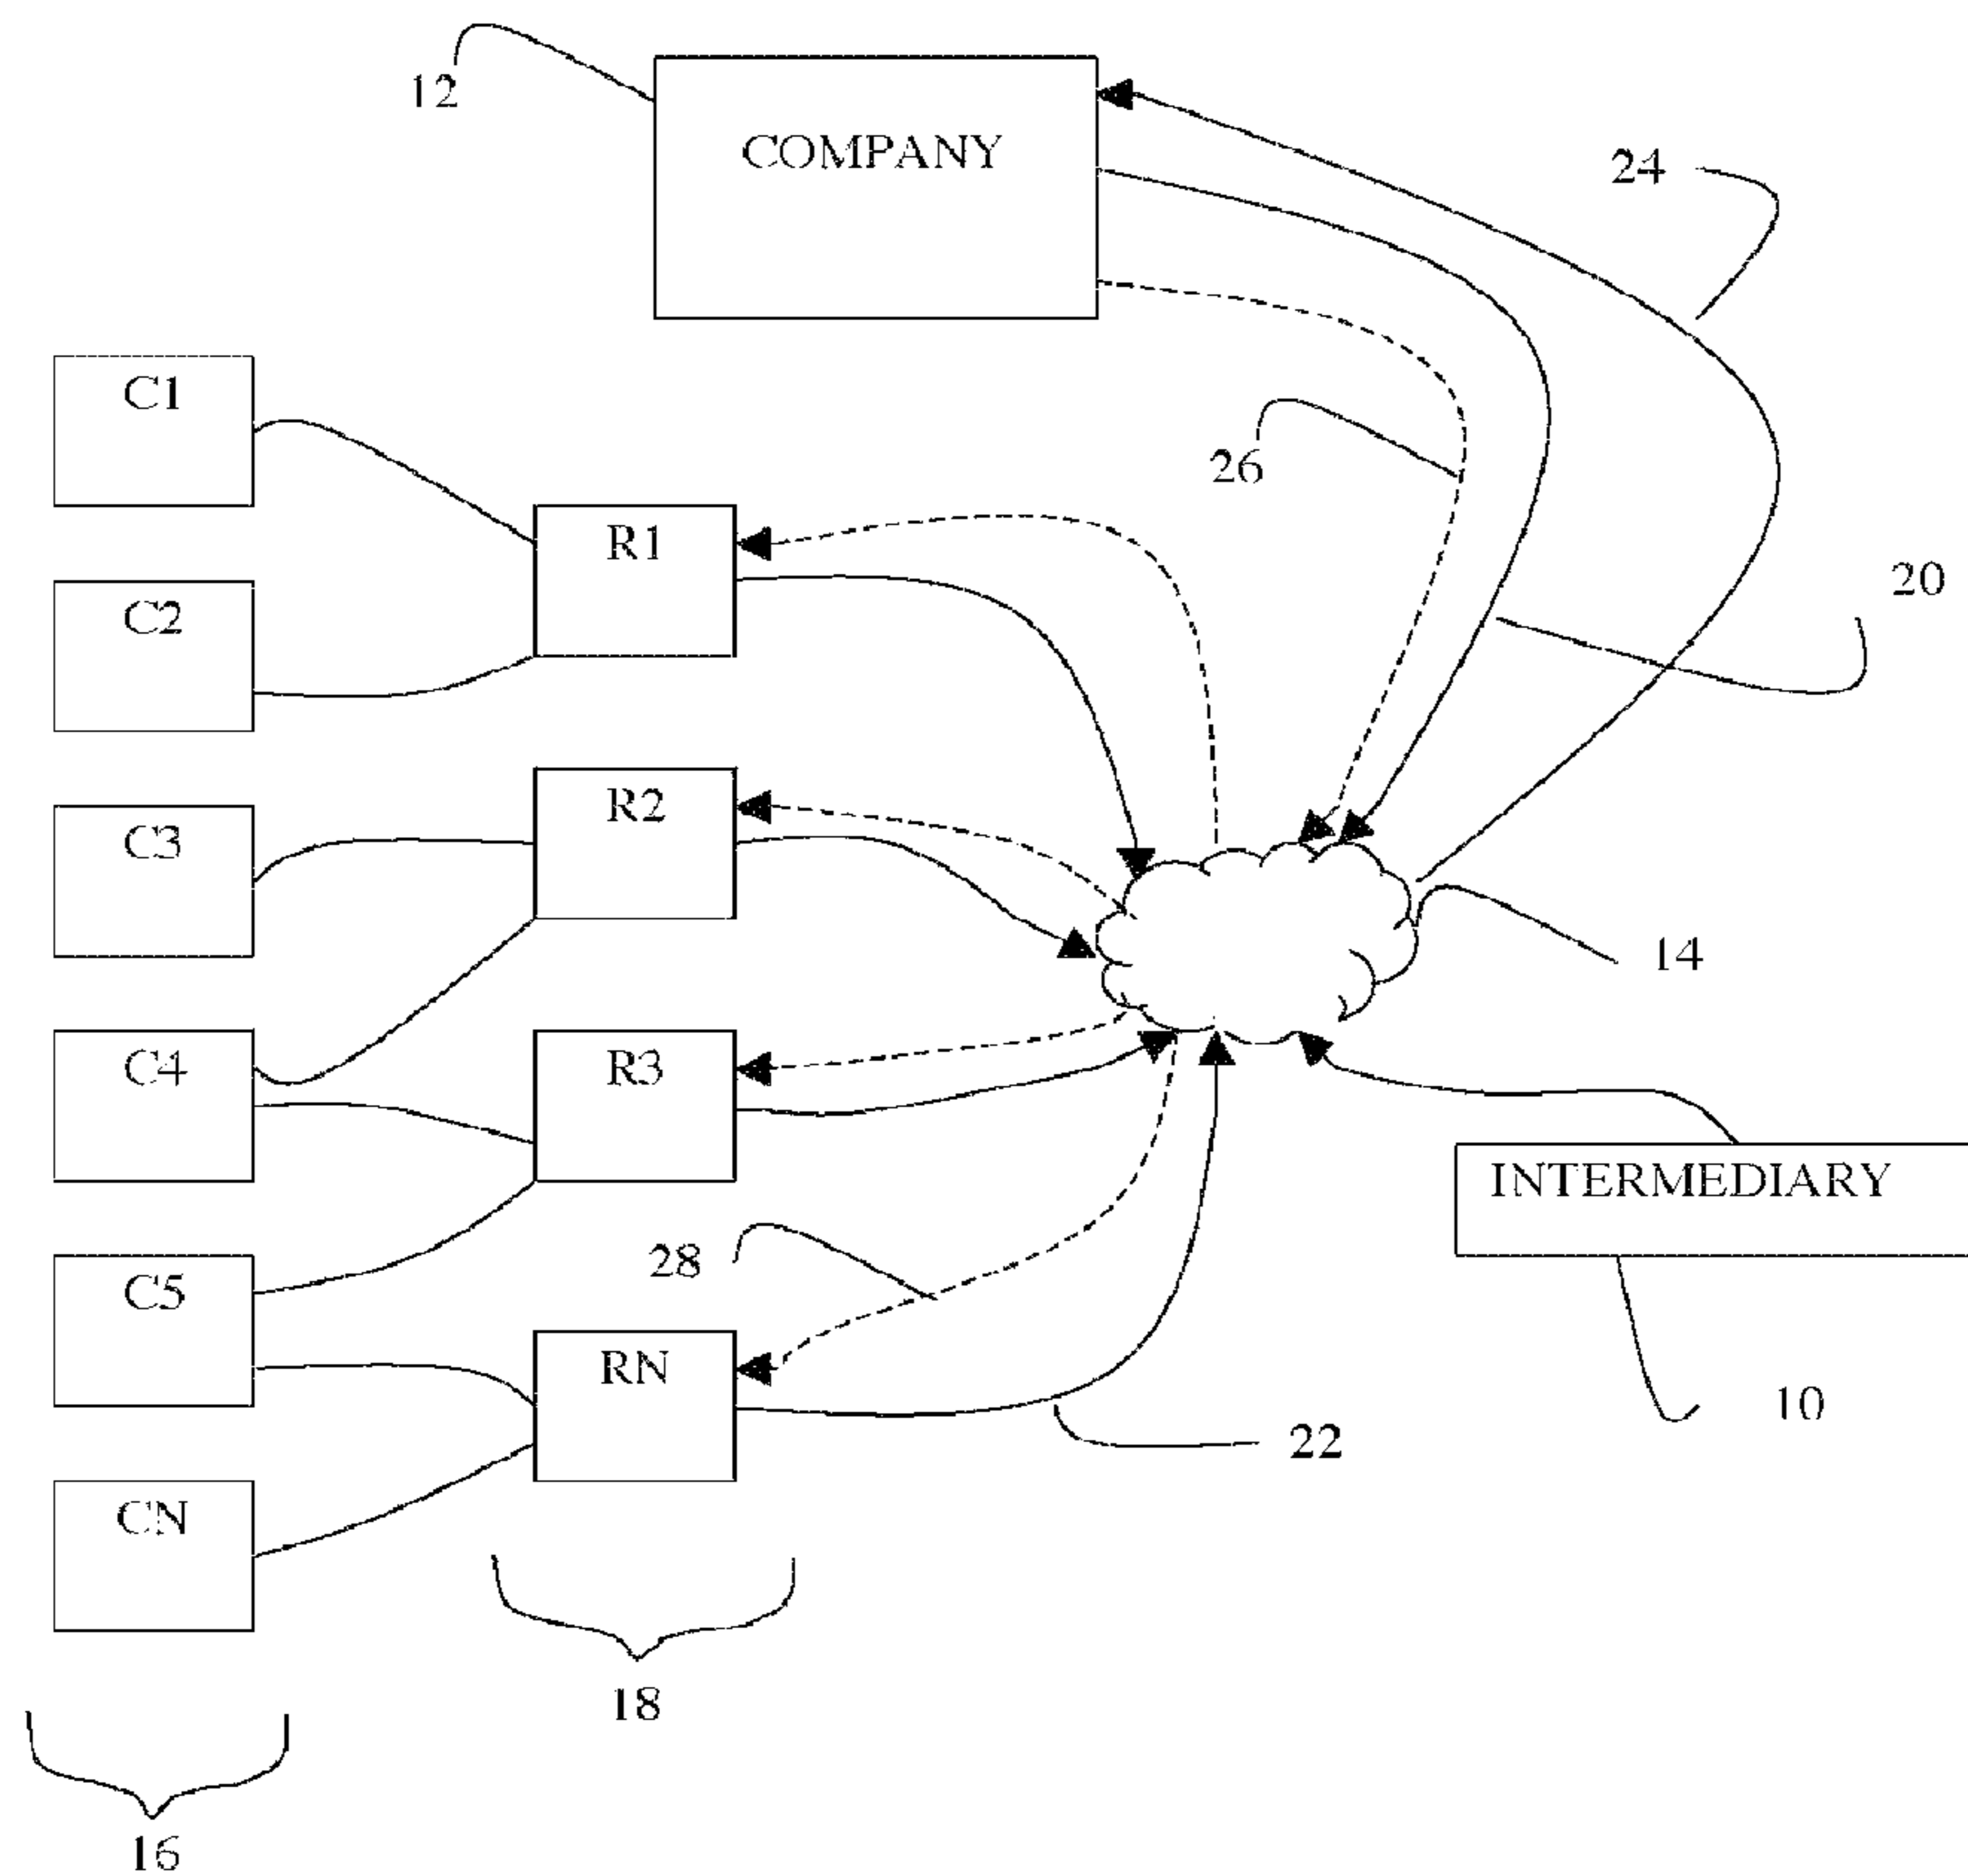 12
COMPANY
24
C1
26
R1
20
C2
R2
C3
14
R3
C4
INTERMEDIARY
28
C5
RN
10
22
CN
18
16